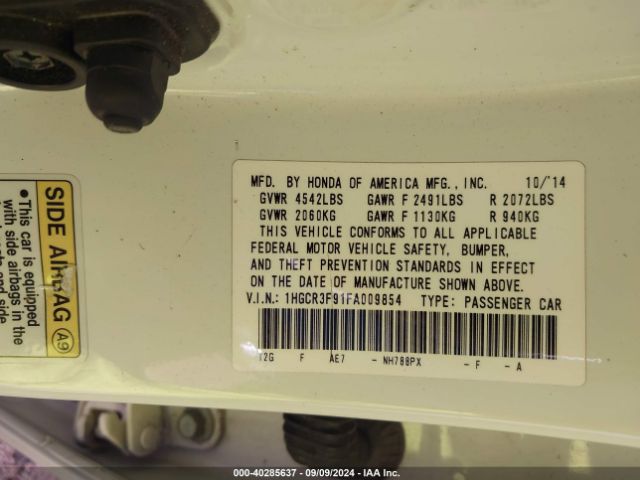 MFD. BY HONDA OF AMERICA MFG., INC. 10/'14
GVWR 4542LBS GAWR F 2491LBS R 2072LBS
GVWR 2060KG GAWR F 1130KG R 940KG
THIS VEHICLE CONFORMS TO ALL APPLICABLE
FEDERAL MOTOR VEHICLE SAFETY, BUMPER,
AND THEFT PREVENTION STANDARDS IN EFFECT
ON THE DATE OF MANUFACTURE SHOWN ABOVE.
V.I.N.: 1HGCR3F91FA009854 TYPE: PASSENGER CAR
T2G F AE7 - NH788PX - F - A
SIDE AIRBAG A9
• This car is equipped
with side airbags in the
and side
000-40285637 - 09/09/2024 - IAA Inc.